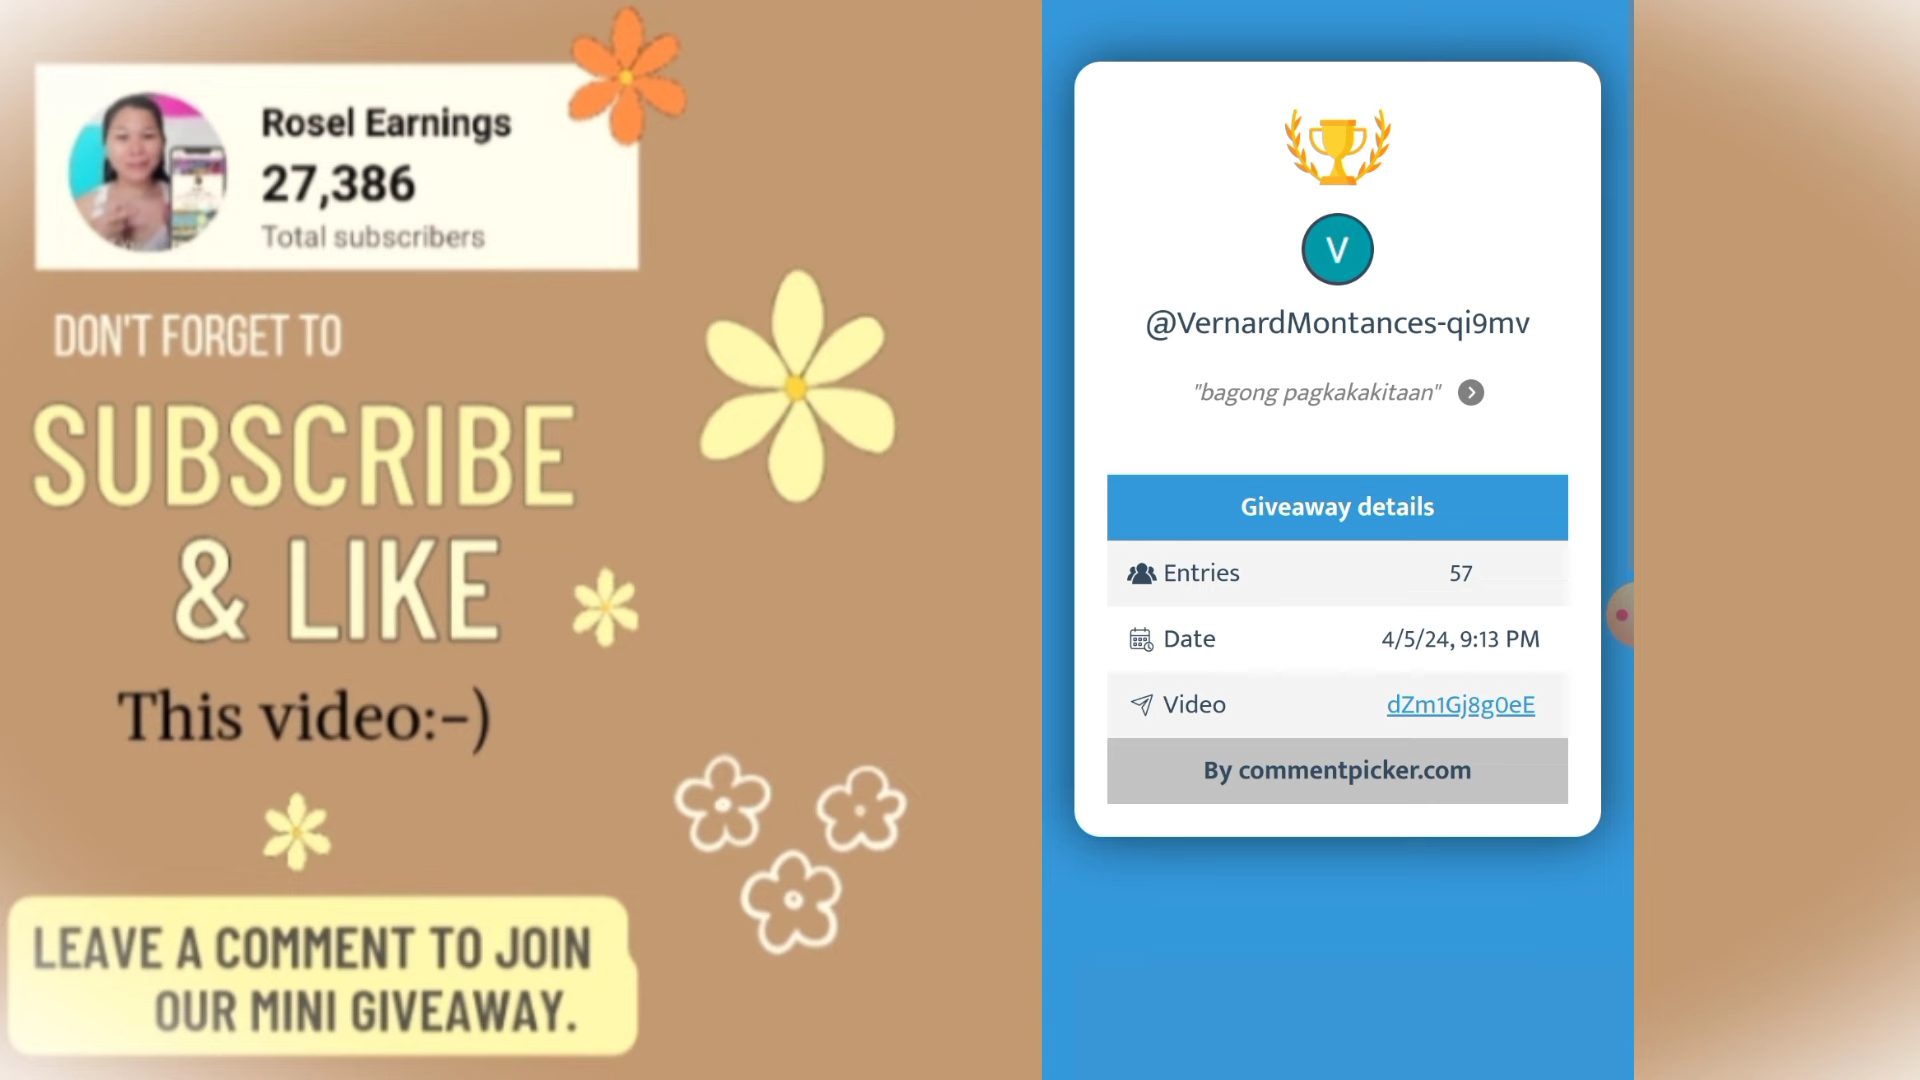 Rosel Earnings
27,386
Total subscribers
DON'T FORGET TO
SUBSCRIBE
& LIKE
This video:-)
LEAVE A COMMENT TO JOIN
OUR MINI GIVEAWAY.
V
@VernardMontances-qi9mv
"bagong pagkakakitaan"
Giveaway details
Entries 57
Date 4/5/24, 9:13 PM
Video dZm1Gj8g0eE
By commentpicker.com